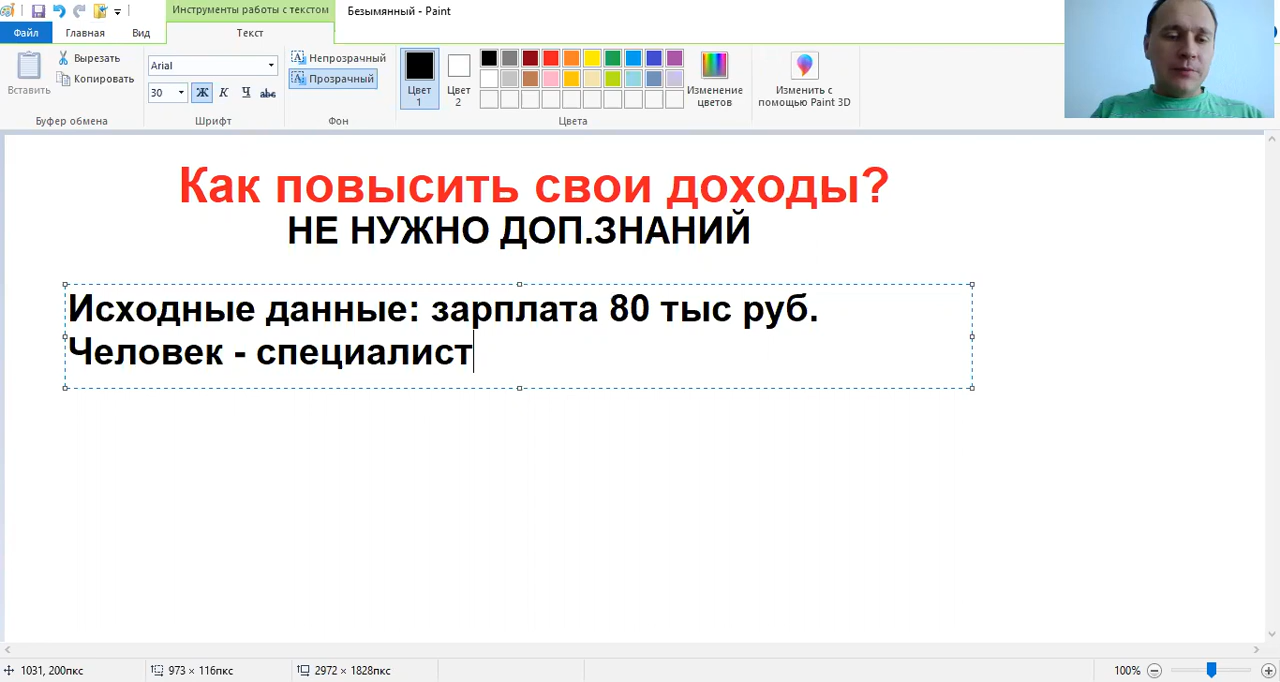 Инструменты работы с текстом
Безымянный - Paint
Файл
Главная
Вид
Текст
Вставить
Вырезать
Копировать
Буфер обмена
Arial
30
Ж К Ч abc
Шрифт
Непрозрачный
Прозрачный
Фон
Цвет 1
Цвет 2
Изменение цветов
Цвета
Изменить с помощью Paint 3D
Как повысить свои доходы?
НЕ НУЖНО ДОП.ЗНАНИЙ
Исходные данные: зарплата 80 тыс руб.
Человек - специалист
1031, 200пкс
973 × 116пкс
2972 × 1828пкс
100%